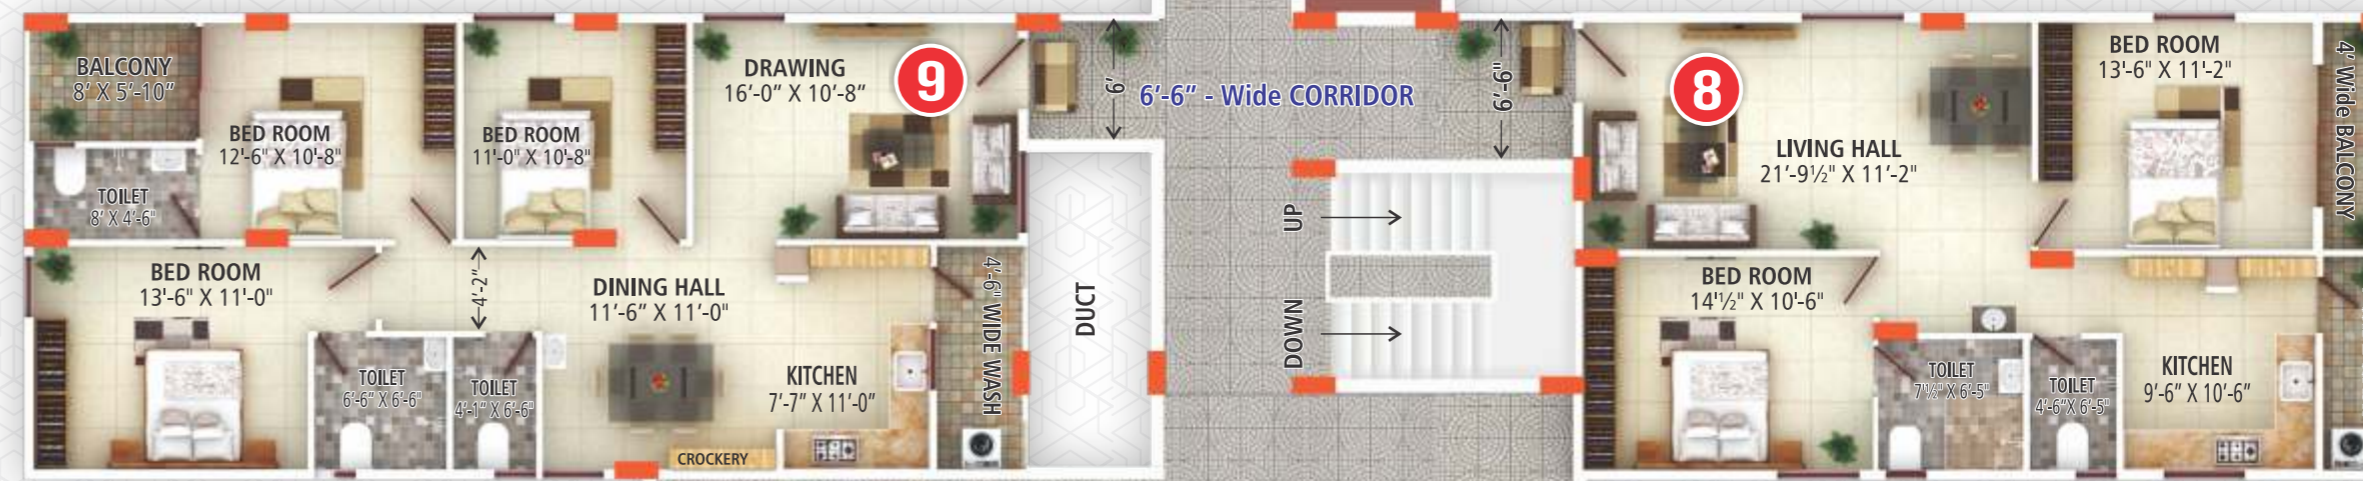 BALCONY
8' X 5'-10"
BED ROOM
12'-6" X 10'-8"
TOILET
8' X 4'-6"
BED ROOM
11'-0" X 10'-8"
DRAWING
16'-0" X 10'-8"
9
BED ROOM
13'-6" X 11'-0"
4'-2"
DINING HALL
11'-6" X 11'-0"
TOILET
6'-6" X 6'-6"
TOILET
4'-1" X 6'-6"
KITCHEN
7'-7" X 11'-0"
CROCKERY
4'-6" WIDE WASH
DUCT
6'
6'-6" - Wide CORRIDOR
9'-9"
UP
DOWN
8
LIVING HALL
21'-9½" X 11'-2"
BED ROOM
13'-6" X 11'-2"
4' Wide BALCONY
BED ROOM
14'½" X 10'-6"
TOILET
7'½" X 6'-5"
TOILET
4'-6" X 6'-5"
KITCHEN
9'-6" X 10'-6"